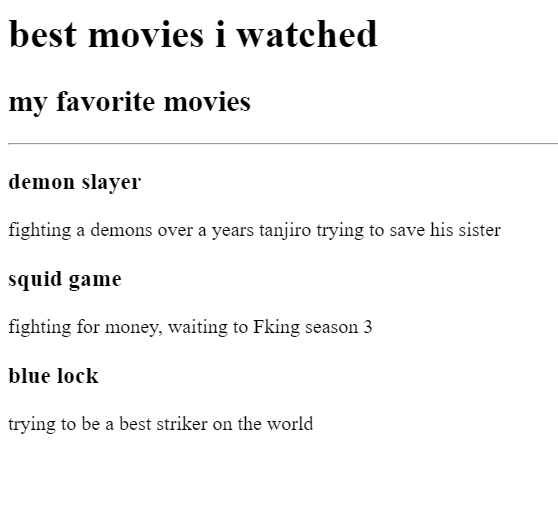 best movies i watched
my favorite movies
demon slayer
fighting a demons over a years tanjiro trying to save his sister
squid game
fighting for money, waiting to Fking season 3
blue lock
trying to be a best striker on the world